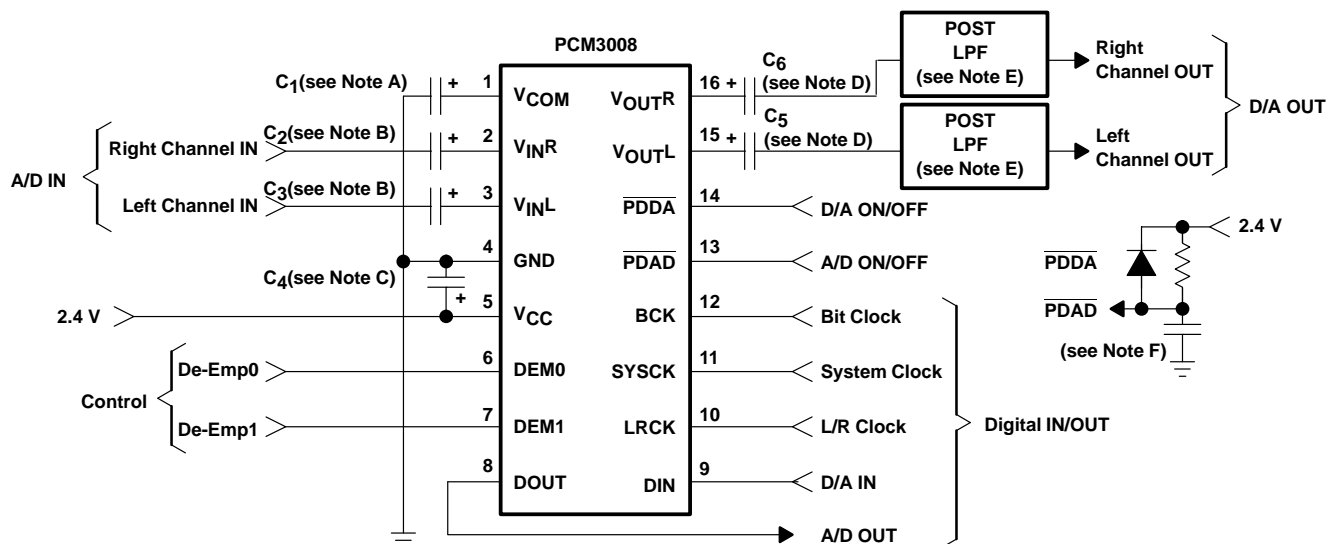 PCM3008
C1(see Note A)
+
1
VCOM
C2(see Note B)
+
2
VINR
C3(see Note B)
+
3
VINL
A/D IN
Right Channel IN
Left Channel IN
4
GND
C4(see Note C)
+
5
VCC
2.4 V
6
DEM0
7
DEM1
Control
De-Emp0
De-Emp1
8
DOUT
VOUTR
16
+
C6
(see Note D)
VOUTL
15
+
C5
(see Note D)
PDDA
14
D/A ON/OFF
PDAD
13
A/D ON/OFF
BCK
12
Bit Clock
SYSCK
11
System Clock
LRCK
10
L/R Clock
DIN
9
D/A IN
A/D OUT
Digital IN/OUT
POST
LPF
(see Note E)
Right
Channel OUT
POST
LPF
(see Note E)
Left
Channel OUT
D/A OUT
2.4 V
PDDA
PDAD
(see Note F)